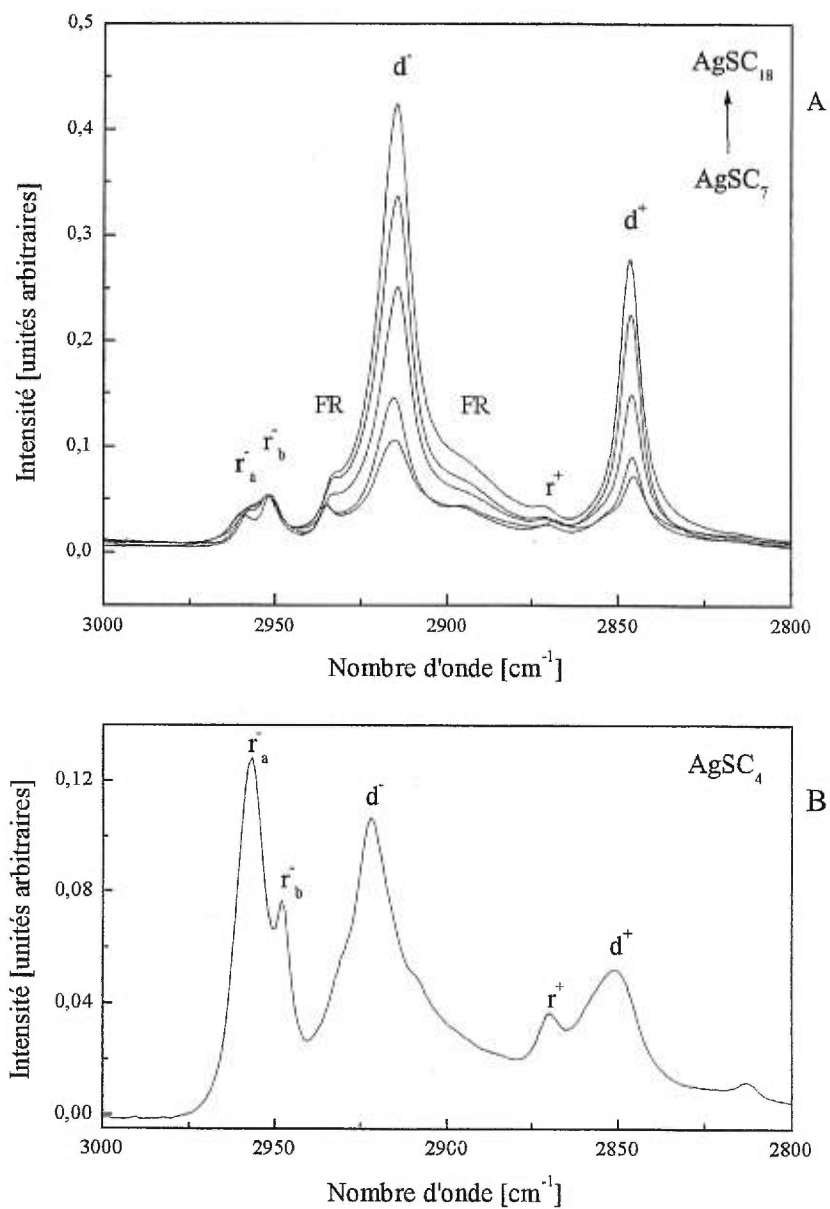 0,5
d⁻
AgSC₁₈
A
0,4
AgSC₇
d⁺
0,3
Intensité [unités arbitraires]
0,2
FR
FR
r⁻b
r⁻a
0,1
r⁺
0,0
3000
2950
2900
2850
2800
Nombre d'onde [cm⁻¹]
r⁻a
AgSC₄
B
0,12
d⁻
r⁻b
0,08
Intensité [unités arbitraires]
d⁺
r⁺
0,04
0,00
3000
2950
2900
2850
2800
Nombre d'onde [cm⁻¹]